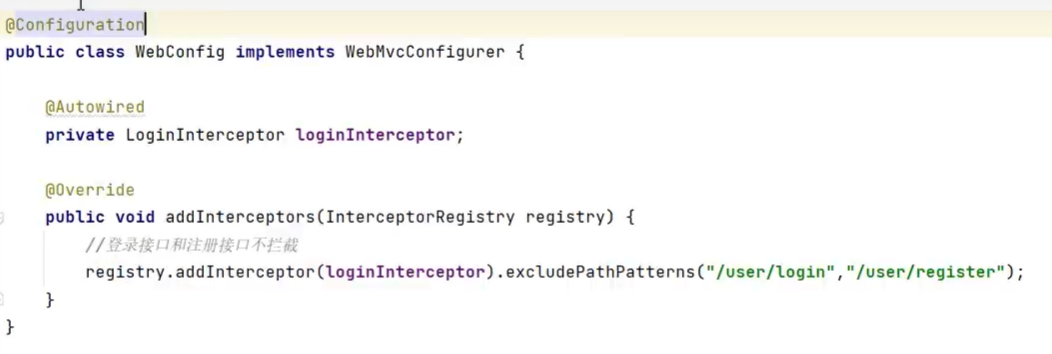 @Configuration
public class WebConfig implements WebMvcConfigurer {
@Autowired
private LoginInterceptor loginInterceptor;
@Override
public void addInterceptors(InterceptorRegistry registry) {
//登录接口和注册接口不拦截
registry.addInterceptor(loginInterceptor).excludePathPatterns("/user/login","/user/register");
}
}